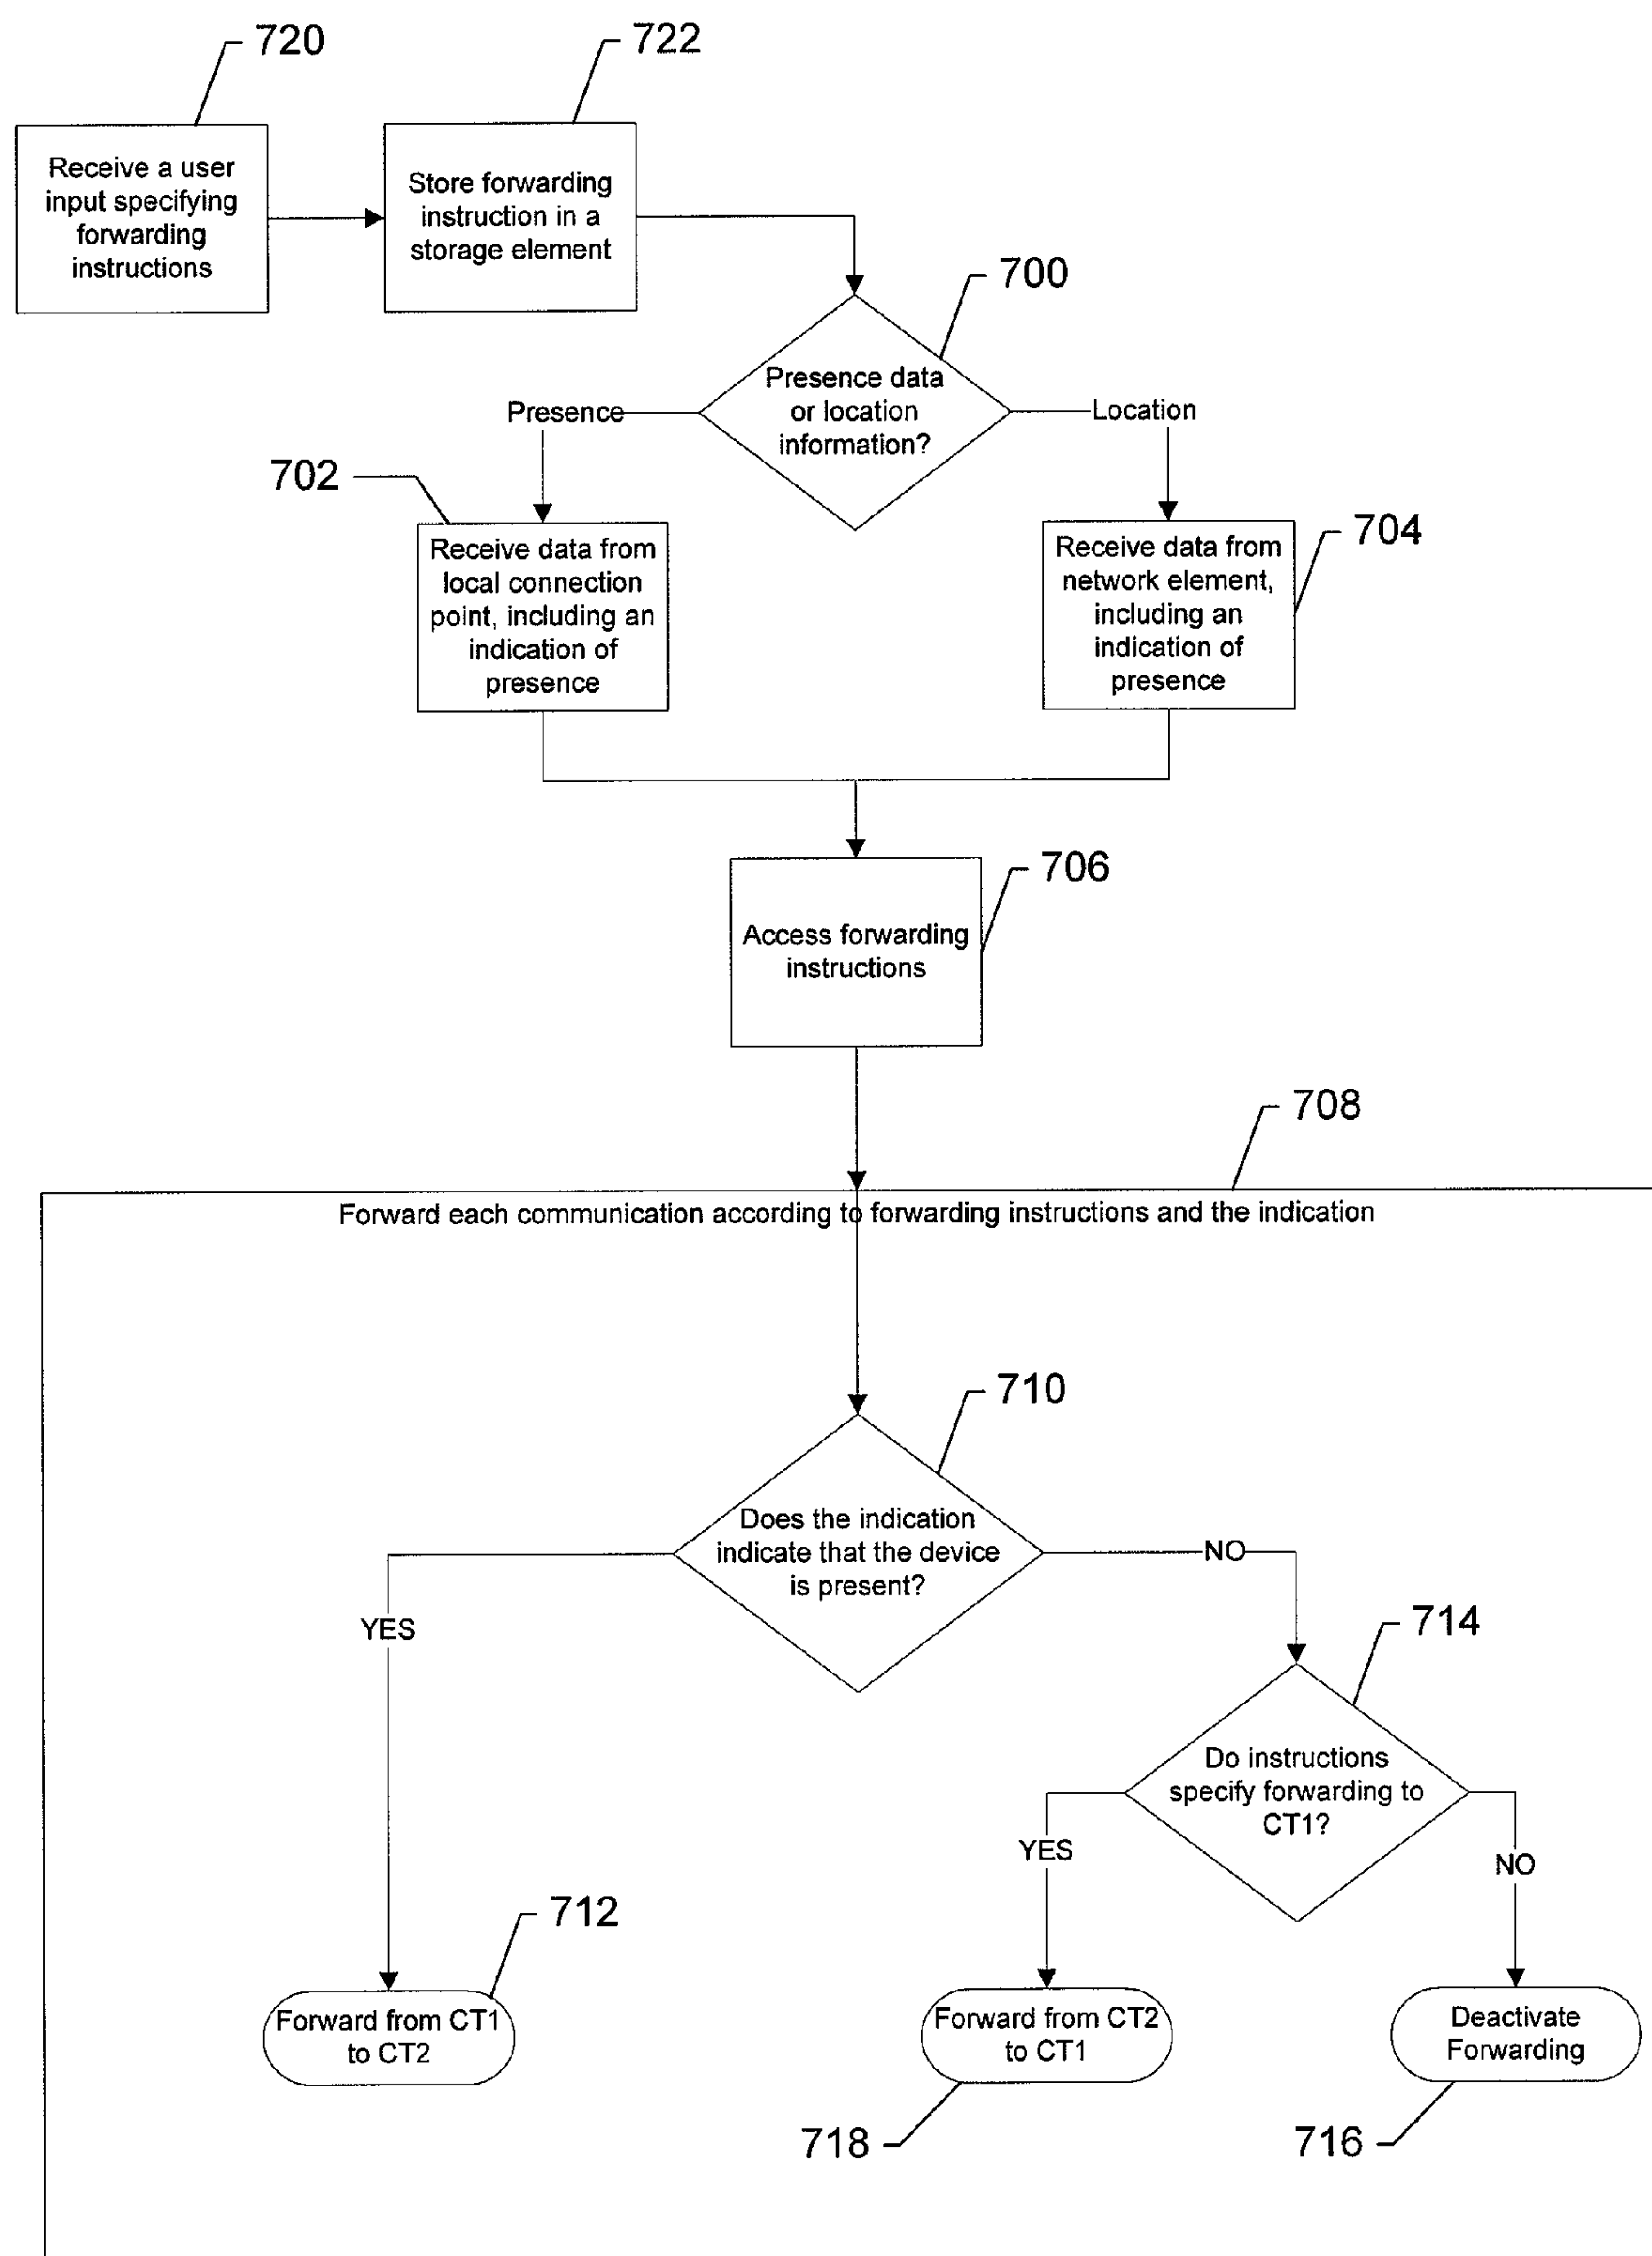 720
722
Receive a user
input specifying
forwarding
instructions
Store forwarding
instruction in a
storage element
700
Presence data
or location
information?
Presence
Location
702
704
Receive data from
local connection
point, including an
indication of
presence
Receive data from
network element,
including an
indication of
presence
706
Access forwarding
instructions
708
Forward each communication according to forwarding instructions and the indication
710
Does the indication
indicate that the device
is present?
YES
NO
714
Do instructions
specify forwarding to
CT1?
YES
NO
712
Forward from CT1
to CT2
Forward from CT2
to CT1
Deactivate
Forwarding
718
716